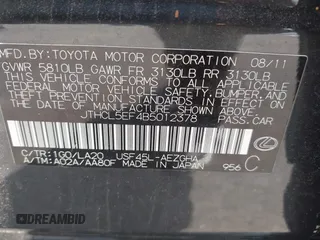 MFD.BY:TOYOTA MOTOR CORPORATION 08/11
GVWR 5810LB GAWR FR 3130LB RR 3130LB
THIS VEHICLE CONFORMS TO ALL APPLICABLE
FEDERAL MOTOR VEHICLE SAFETY, BUMPER, AND
THEFT PREVENTION STANDARDS IN EFFECT ON
THE DATE OF MANUFACTURE SHOWN ABOVE.
JTHCL5EF4B5012378
PASS.CAR
C/TR:1G0/LA20 USF45L-AEZGHA
A/TM:A02A/AA80F MADE IN JAPAN 956 C